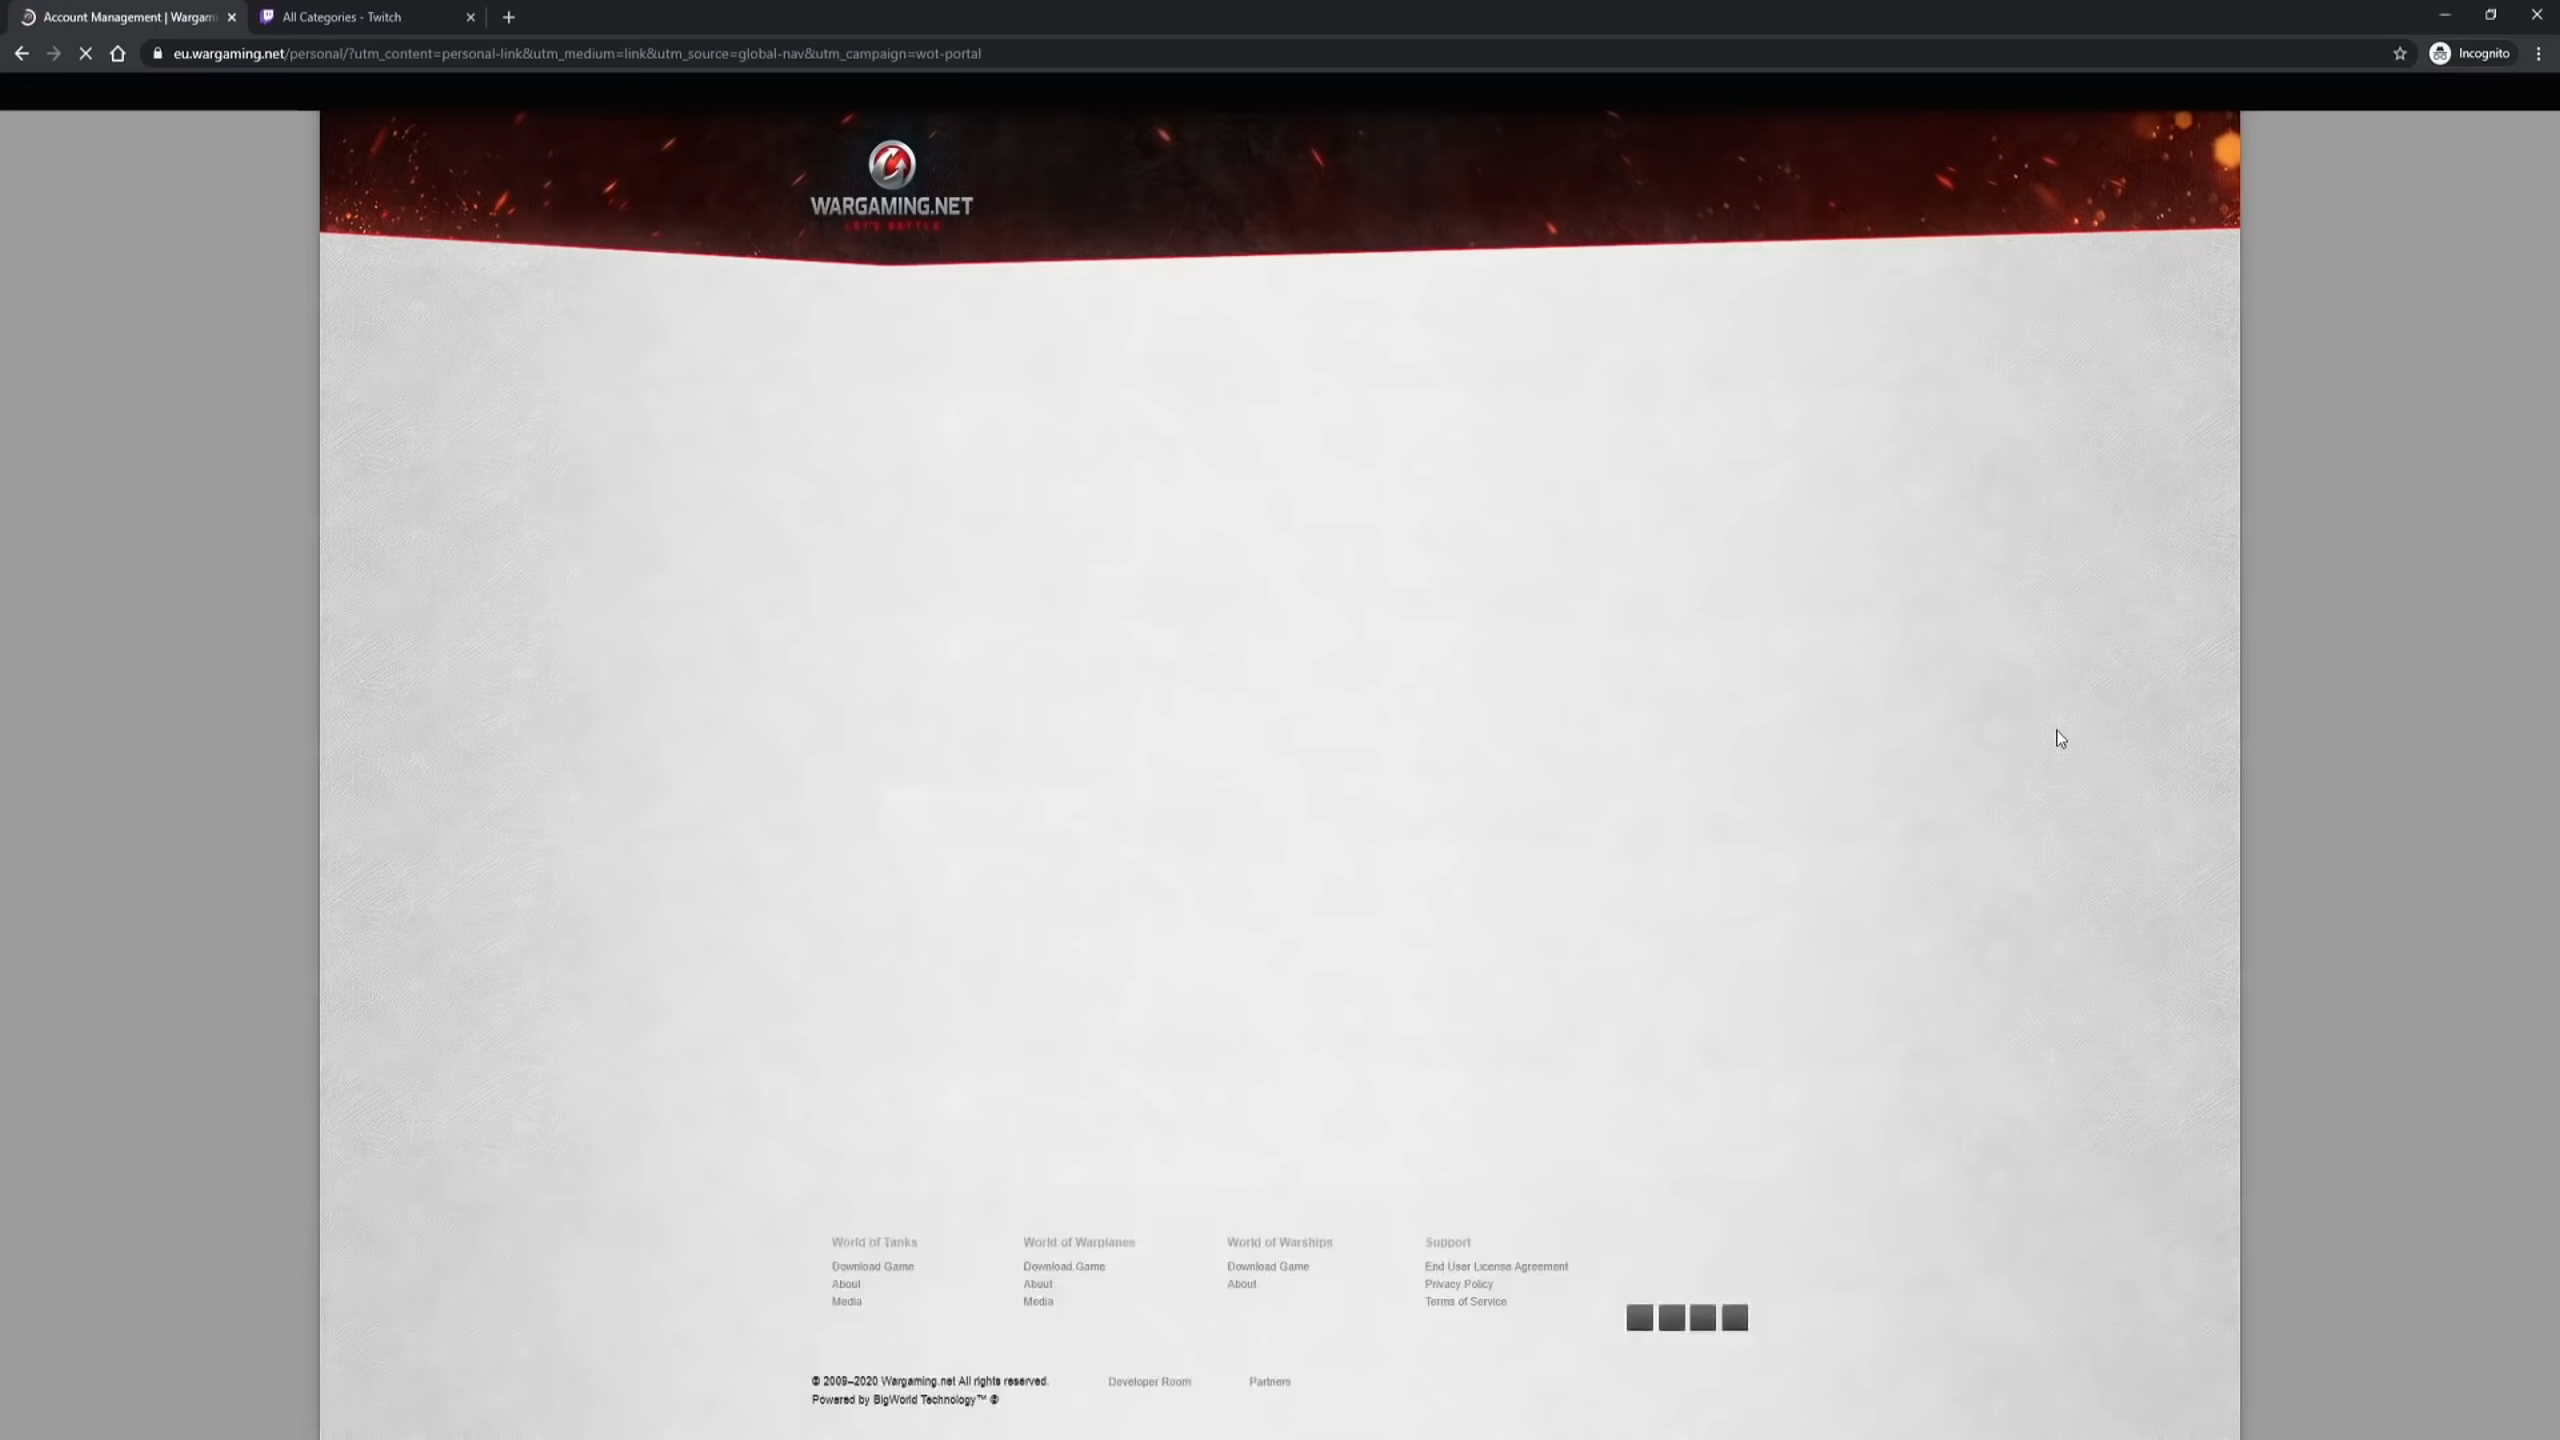 Account Management | Wargam
All Categories - Twitch
eu.wargaming.net/personal/?utm_content=personal-link&utm_medium=link&utm_source=global-nav&utm_campaign=wot-portal
Incognito
WARGAMING.NET
LET'S BATTLE
World of Tanks
World of Warplanes
World of Warships
Support
Download Game
Download Game
Download Game
End User License Agreement
About
About
About
Privacy Policy
Media
Media
Terms of Service
© 2009–2020 Wargaming.net All rights reserved.
Developer Room
Partners
Powered by BigWorld Technology™ ©